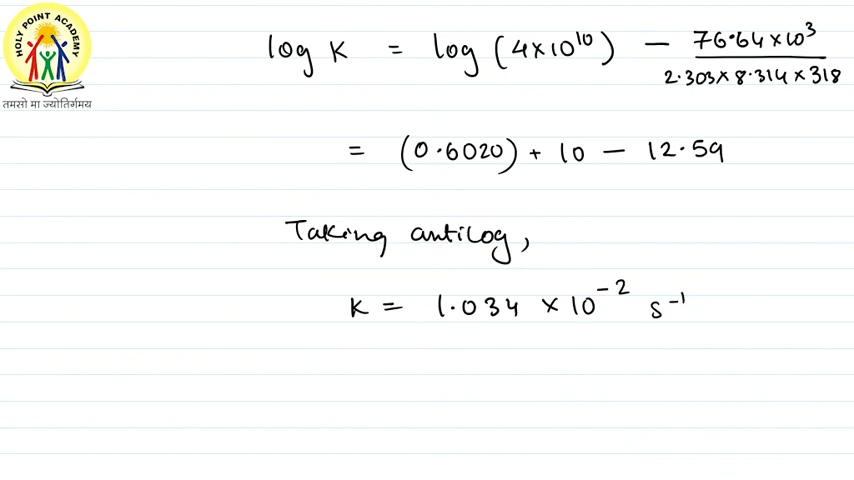 HOLY POINT ACADEMY
तमसो मा ज्योतिर्गमय
log K = log (4×10¹⁰) − 76.64×10³ / 2.303×8.314×318
= (0.6020) + 10 − 12.59
Taking antilog,
K = 1.034 ×10⁻² s⁻¹